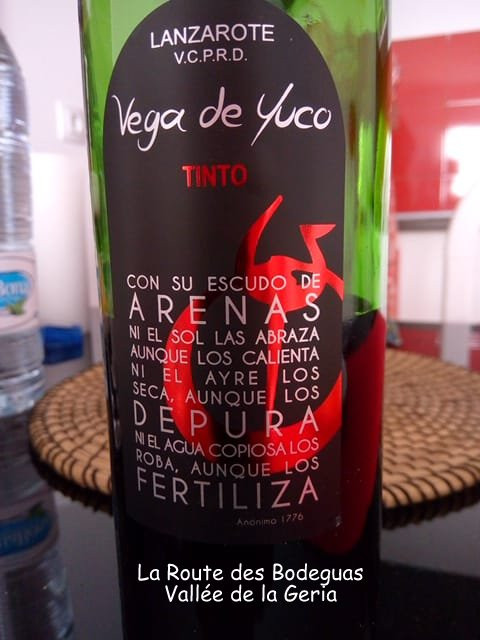 LANZAROTE
V.C.P.R.D.
Vega de Yuco
TINTO
CON SU ESCUDO DE
ARENAS
NI EL SOL LAS ABRAZA
AUNQUE LOS CALIENTA
NI EL AYRE LOS
SECA, AUNQUE LOS
DEPURA
NI EL AGUA COPIOSA LOS
ROBA, AUNQUE LOS
FERTILIZA
Anónimo 1776
La Route des Bodeguas
Vallée de la Geria